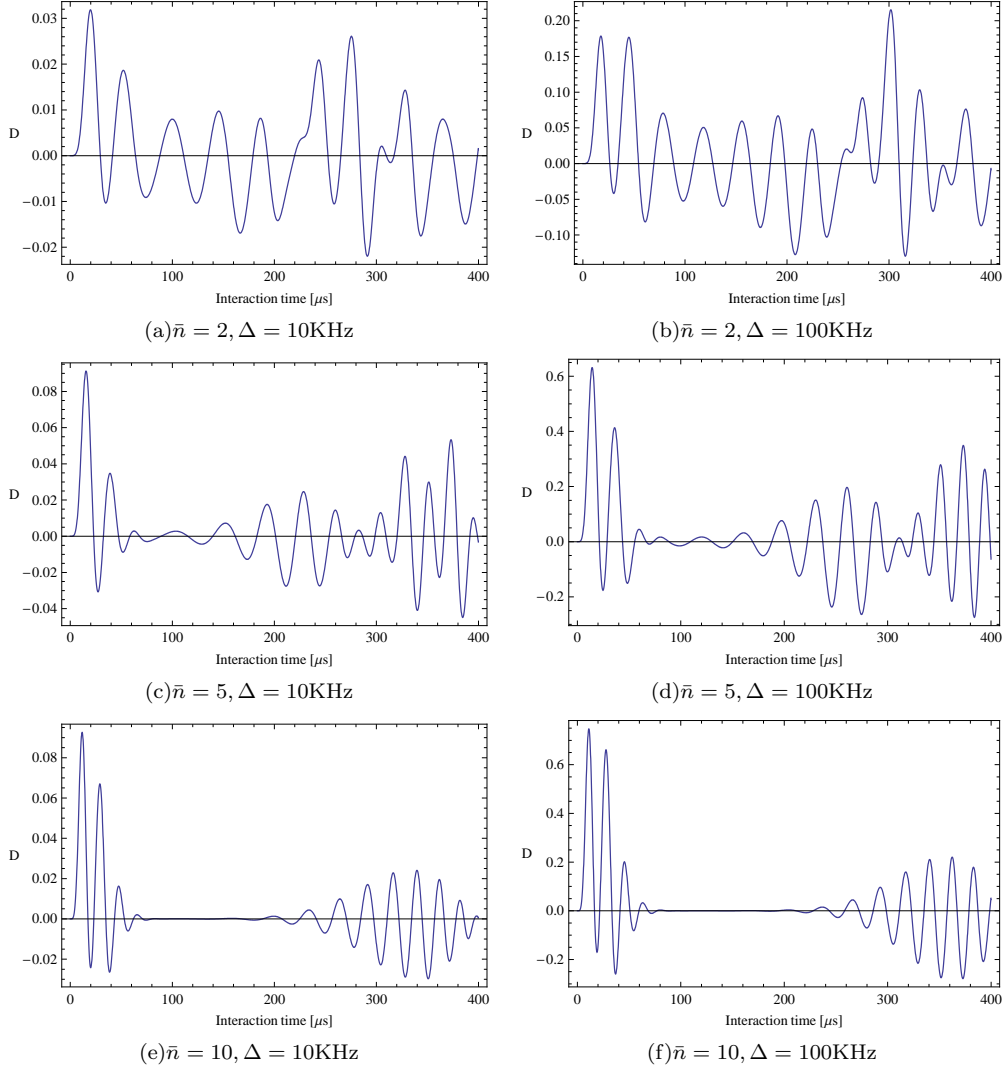 0.03
0.02
0.01
D
0.00
−0.01
−0.02
0 100 200 300 400
Interaction time [μs]
(a) n̄ = 2, Δ = 10KHz
0.20
0.15
0.10
D
0.05
0.00
−0.05
−0.10
0 100 200 300 400
Interaction time [μs]
(b) n̄ = 2, Δ = 100KHz
0.08
0.06
0.04
D
0.02
0.00
−0.02
−0.04
0 100 200 300 400
Interaction time [μs]
(c) n̄ = 5, Δ = 10KHz
0.6
0.4
D
0.2
0.0
−0.2
0 100 200 300 400
Interaction time [μs]
(d) n̄ = 5, Δ = 100KHz
0.08
0.06
0.04
D
0.02
0.00
−0.02
0 100 200 300 400
Interaction time [μs]
(e) n̄ = 10, Δ = 10KHz
0.6
0.4
D
0.2
0.0
−0.2
0 100 200 300 400
Interaction time [μs]
(f) n̄ = 10, Δ = 100KHz